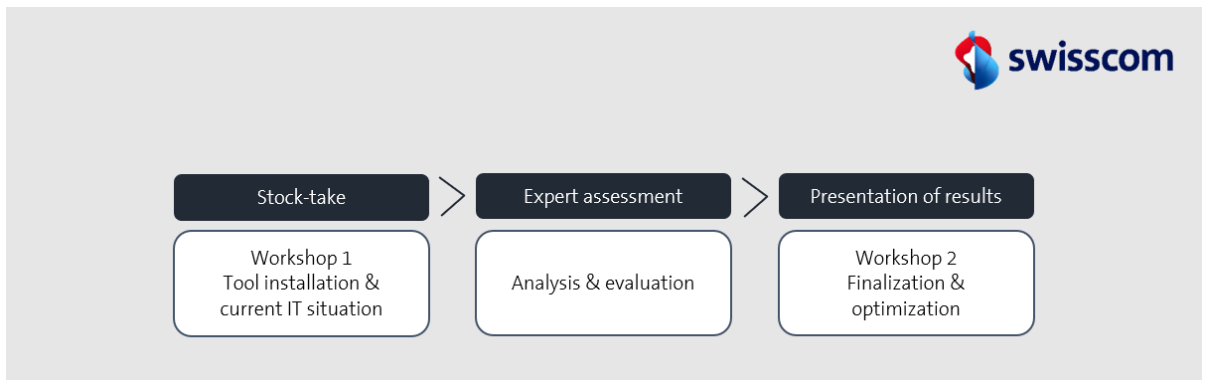 swisscom
Stock-take
Expert assessment
Presentation of results
Workshop 1
Tool installation &
current IT situation
Analysis & evaluation
Workshop 2
Finalization &
optimization